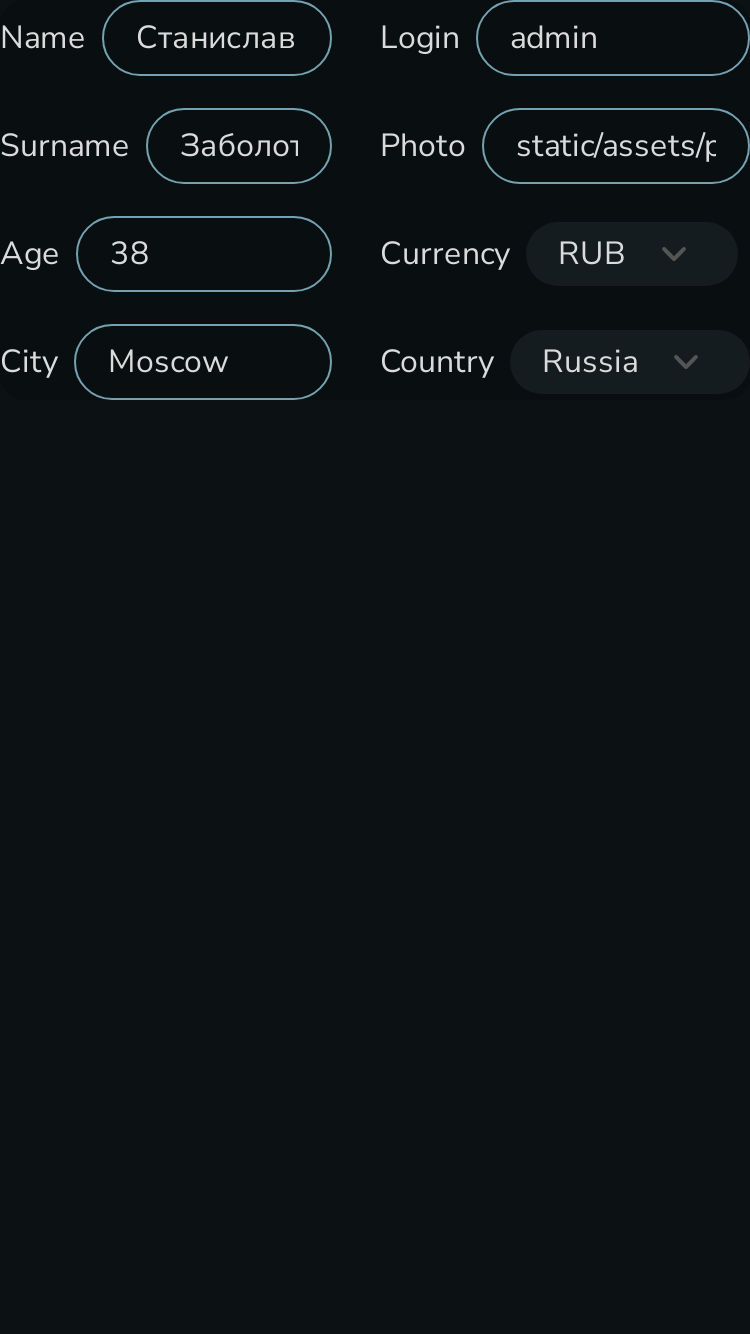 Name Станислав Login admin
Surname Заболот Photo static/assets/p
Age 38 Currency RUB
City Moscow Country Russia